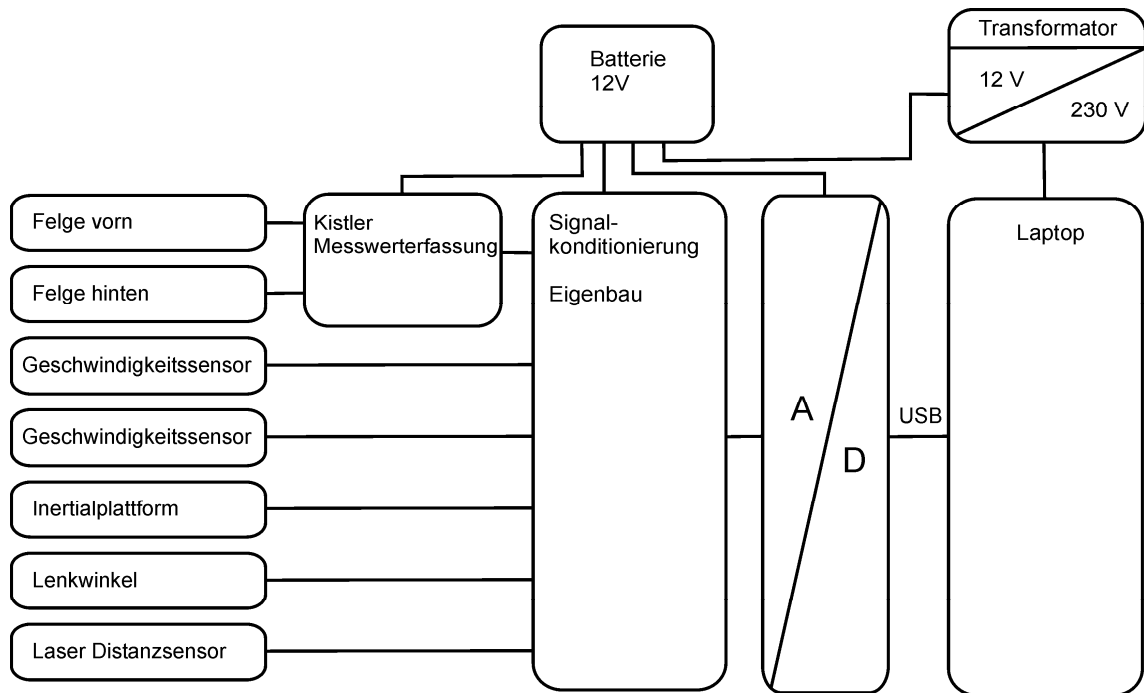 Transformator
12 V
230 V
Batterie
12V
Felge vorn
Felge hinten
Geschwindigkeitssensor
Geschwindigkeitssensor
Inertialplattform
Lenkwinkel
Laser Distanzsensor
Kistler
Messwerterfassung
Signal-
konditionierung
Eigenbau
A
D
USB
Laptop